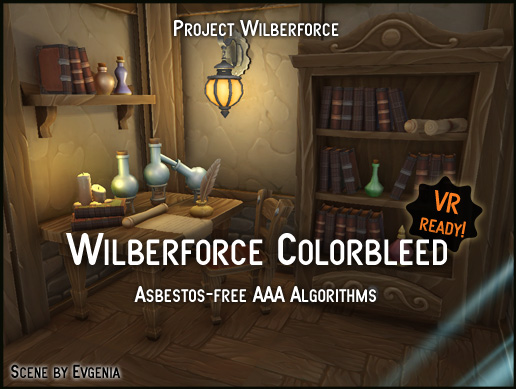 Project Wilberforce
VR
ready!
Wilberforce Colorbleed
Asbestos-free AAA Algorithms
Scene by Evgenia